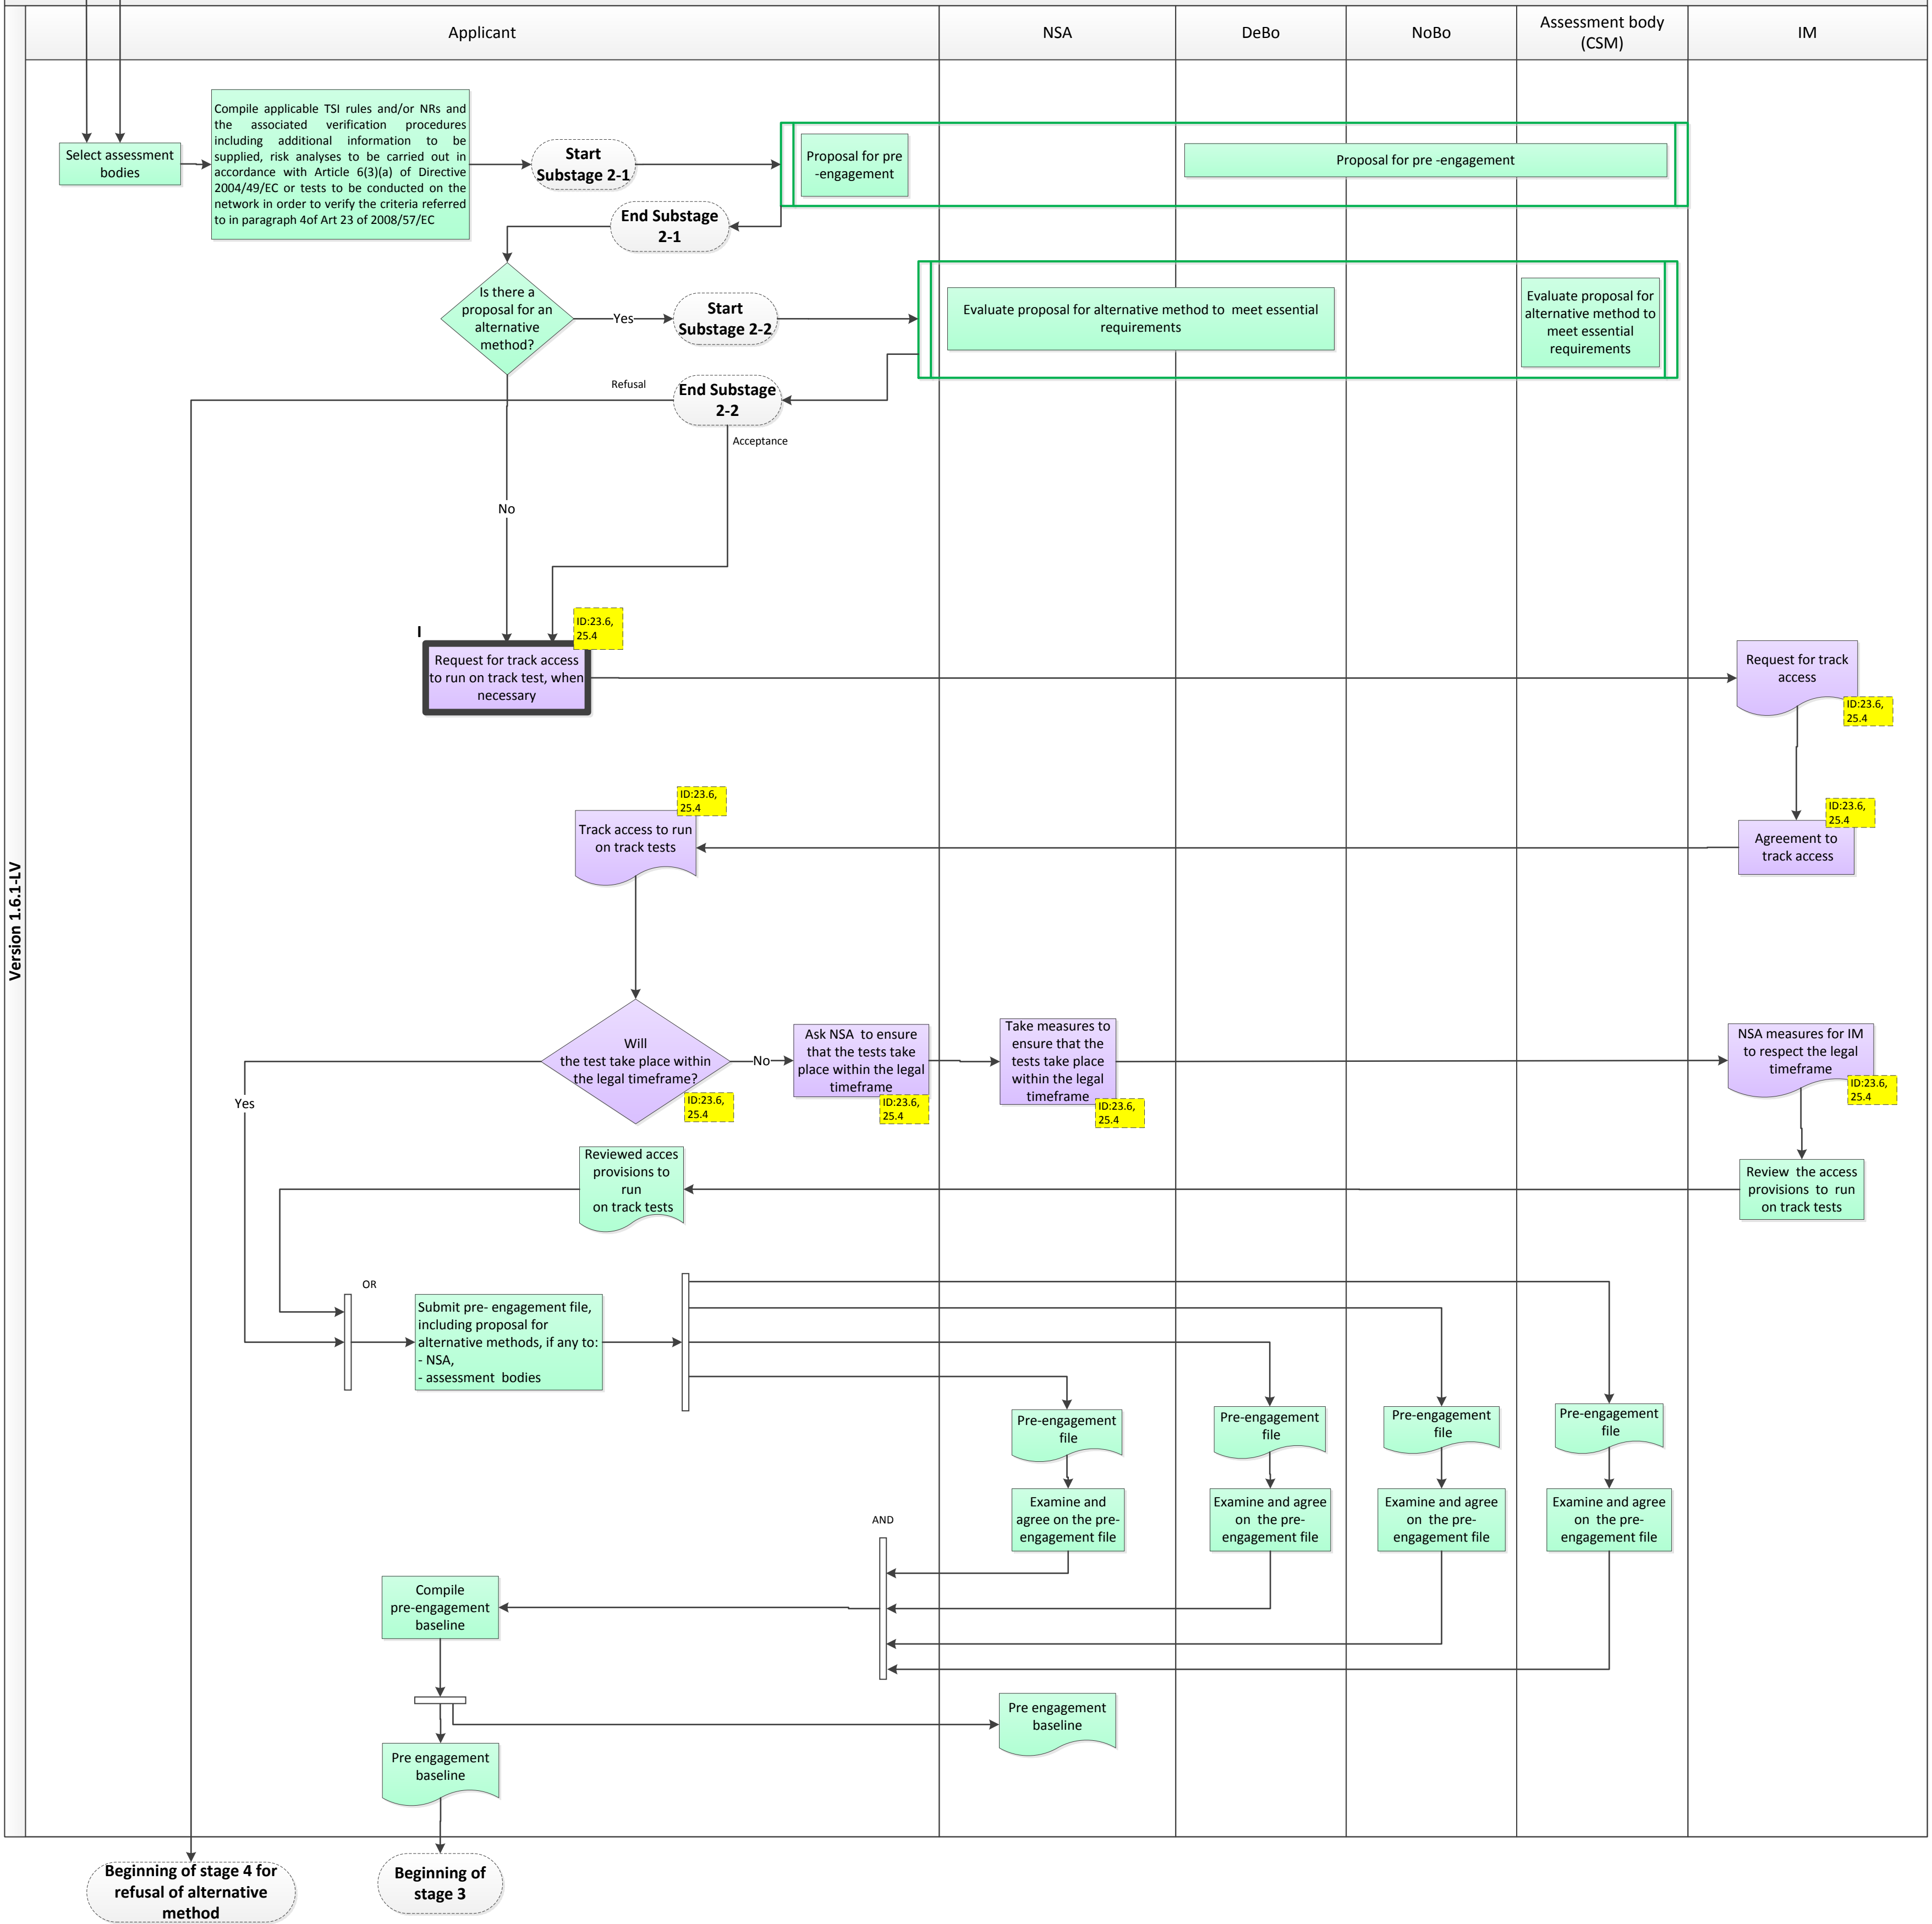 Applicant
NSA
DeBo
NoBo
Assessment body
(CSM)
IM
Version 1.6.1-LV
Select assessment
bodies
Compile applicable TSI rules and/or NRs and
the associated verification procedures
including additional information to be
supplied, risk analyses to be carried out in
accordance with Article 6(3)(a) of Directive
2004/49/EC or tests to be conducted on the
network in order to verify the criteria referred
to in paragraph 4of Art 23 of 2008/57/EC
Start
Substage 2-1
Proposal for pre
-engagement
Proposal for pre -engagement
End Substage
2-1
Is there a
proposal for an
alternative
method?
Yes
Start
Substage 2-2
Evaluate proposal for alternative method to  meet essential
requirements
Evaluate proposal for
alternative method to
meet essential
requirements
Refusal
End Substage
2-2
Acceptance
No
I
ID:23.6,
25.4
Request for track access
to run on track test, when
necessary
Request for track
access
ID:23.6,
25.4
ID:23.6,
25.4
Track access to run
on track tests
ID:23.6,
25.4
Agreement to
track access
Will
the test take place within
the legal timeframe?
ID:23.6,
25.4
No
Ask NSA  to ensure
that the tests take
place within the legal
timeframe
ID:23.6,
25.4
Take measures to
ensure that the
tests take place
within the legal
timeframe
ID:23.6,
25.4
NSA measures for IM
to respect the legal
timeframe
ID:23.6,
25.4
Yes
Reviewed acces
provisions to
run
on track tests
Review  the access
provisions  to  run
on track tests
OR
Submit pre- engagement file,
including proposal for
alternative methods, if any to:
- NSA,
- assessment  bodies
Pre-engagement
file
Pre-engagement
file
Pre-engagement
file
Pre-engagement
file
Examine and
agree on the pre-
engagement file
Examine and agree
on  the pre-
engagement file
Examine and agree
on  the pre-
engagement file
Examine and agree
on  the pre-
engagement file
AND
Compile
pre-engagement
baseline
Pre engagement
baseline
Pre engagement
baseline
Beginning of stage 4 for
refusal of alternative
method
Beginning of
stage 3